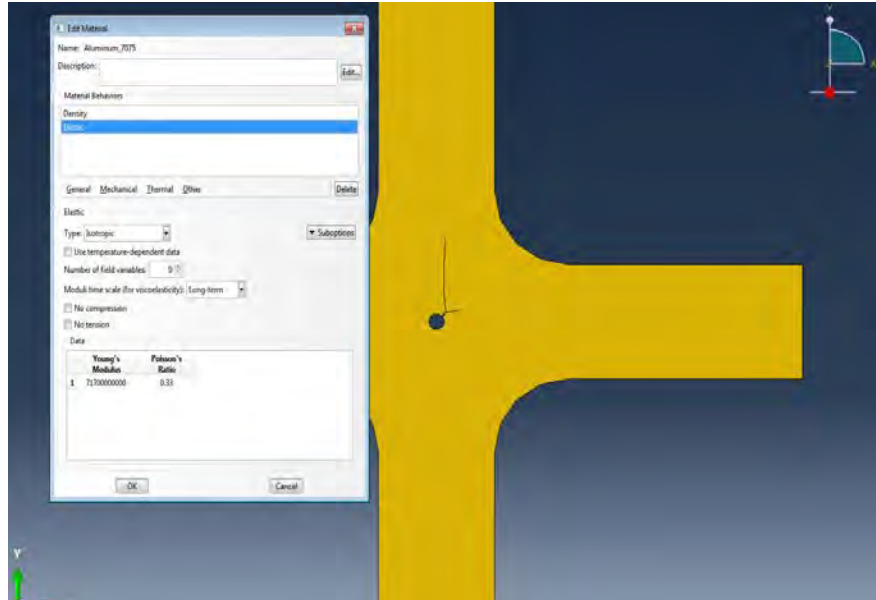 Edit Material
Name: Aluminum_7075
Description:
Edit...
Material Behaviors
Density
Elastic
General Mechanical Thermal Other Delete
Elastic
Type: Isotropic Suboptions
Use temperature-dependent data
Number of field variables: 0
Moduli time scale (for viscoelasticity): Long-term
No compression
No tension
Data
Young's Poisson's
Modulus Ratio
1 71700000000 0.33
OK Cancel
Y
X
Y